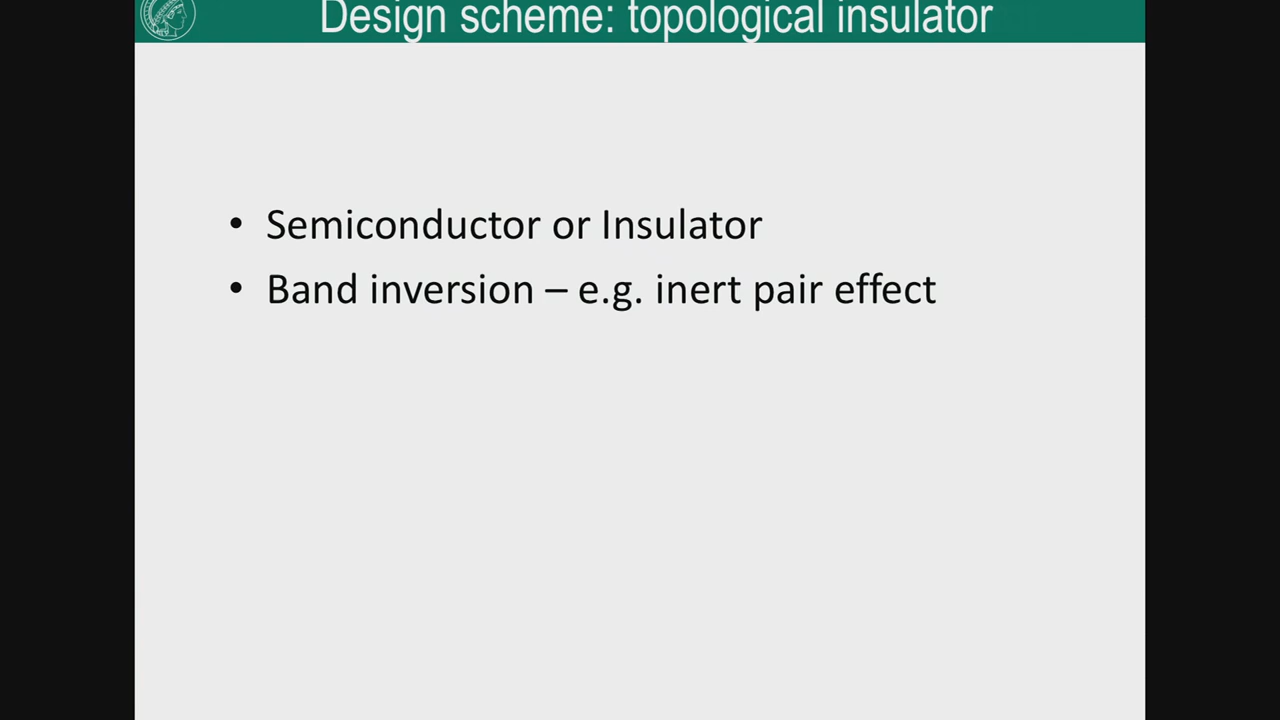 Design scheme: topological insulator
• Semiconductor or Insulator
• Band inversion – e.g. inert pair effect